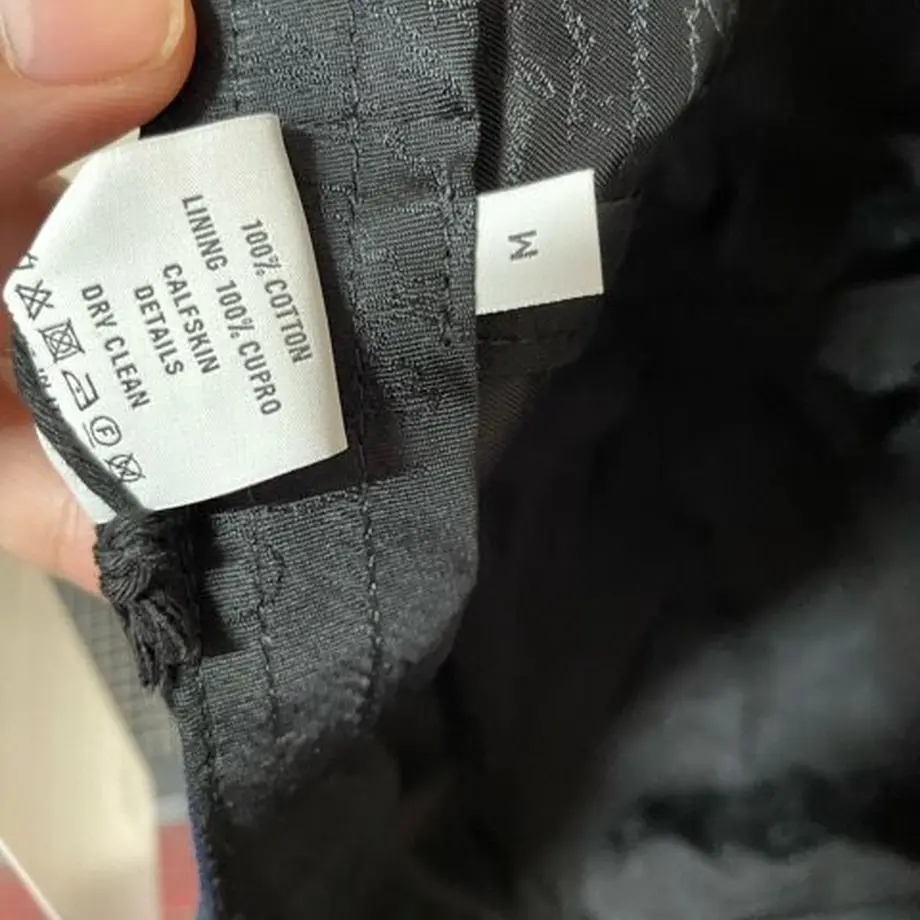 100% COTTON
LINING 100% CUPRO
CALFSKIN
DETAILS
DRY CLEAN
F
M